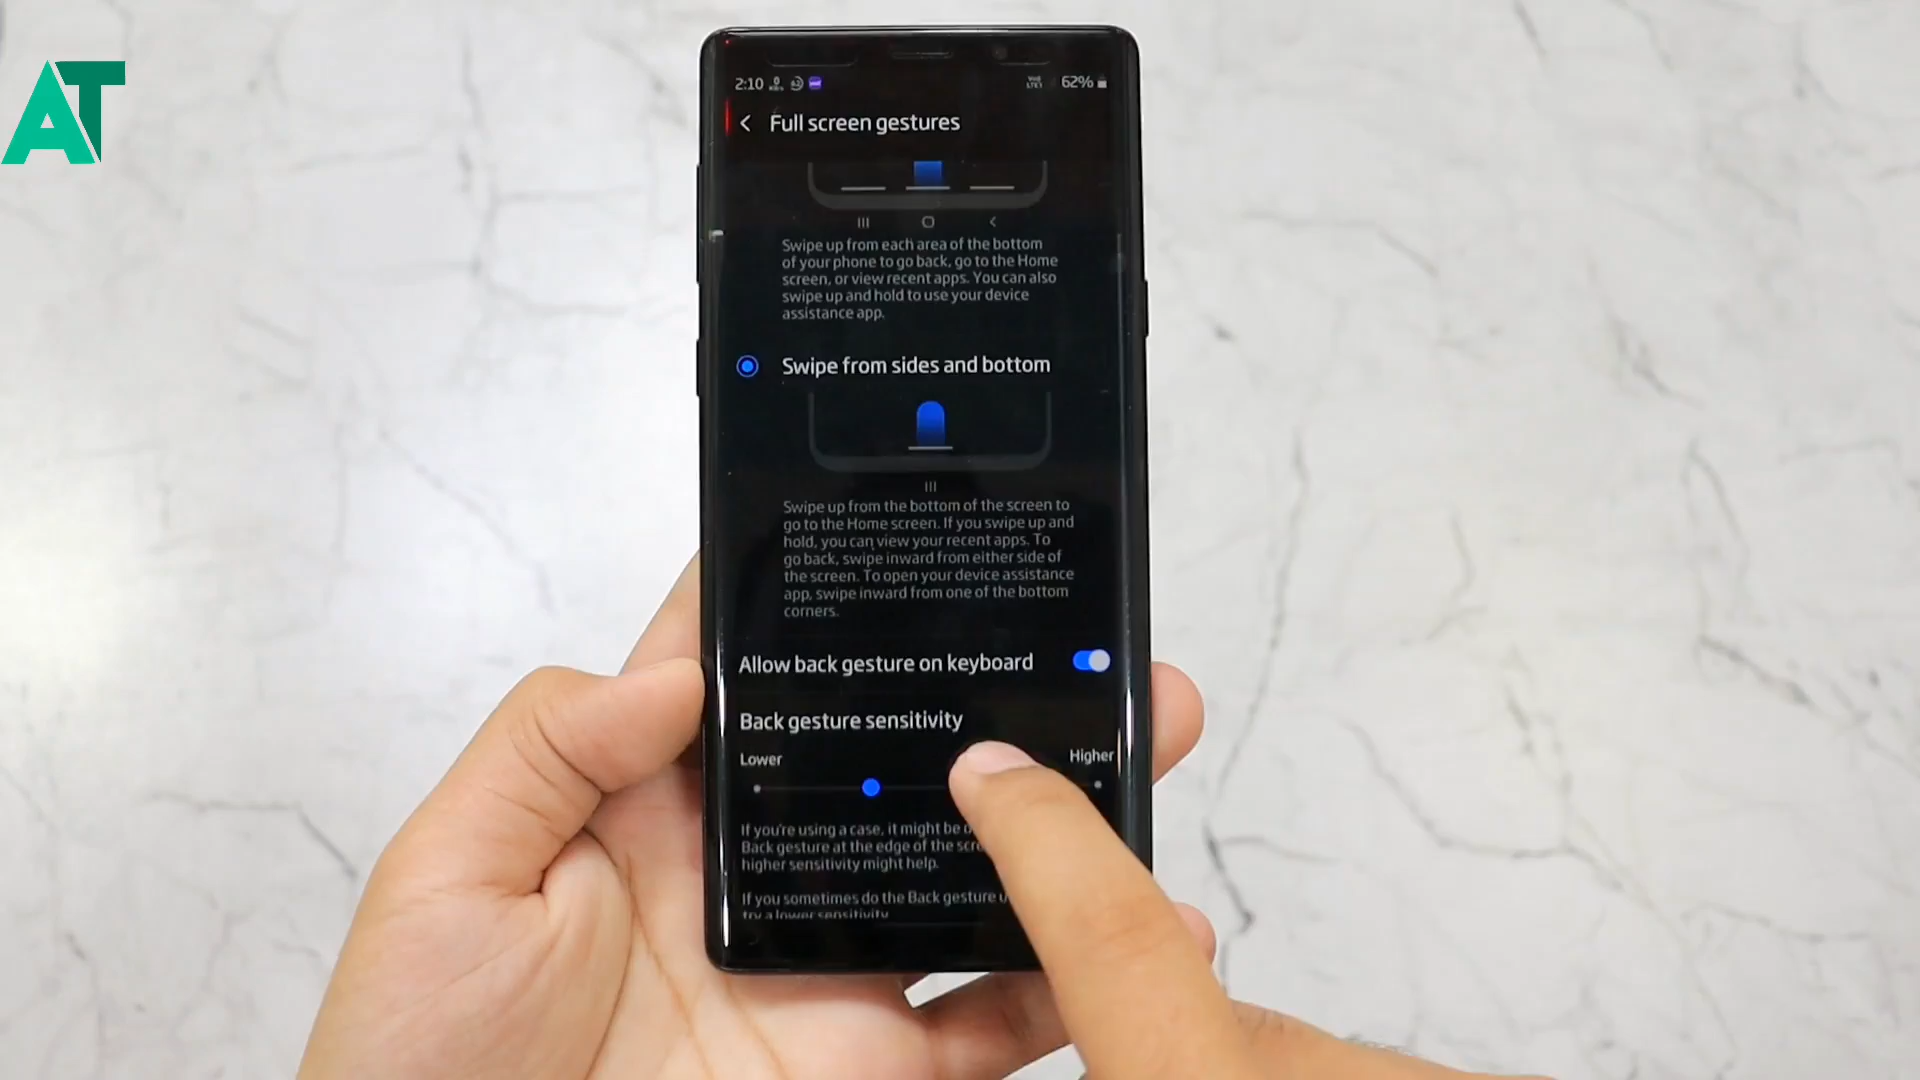 AT
2:10
62%
Full screen gestures
Swipe up from each area of the bottom
of your phone to go back, go to the Home
screen, or view recent apps. You can also
swipe up and hold to use your device
assistance app.
Swipe from sides and bottom
Swipe up from the bottom of the screen to
go to the Home screen. If you swipe up and
hold, you can view your recent apps. To
go back, swipe inward from either side of
the screen. To open your device assistance
app, swipe inward from one of the bottom
corners.
Allow back gesture on keyboard
Back gesture sensitivity
Lower
Higher
If you're using a case, it might be
Back gesture at the edge of the
higher sensitivity might help.
If you sometimes do the Back gesture
try a lower sensitivity